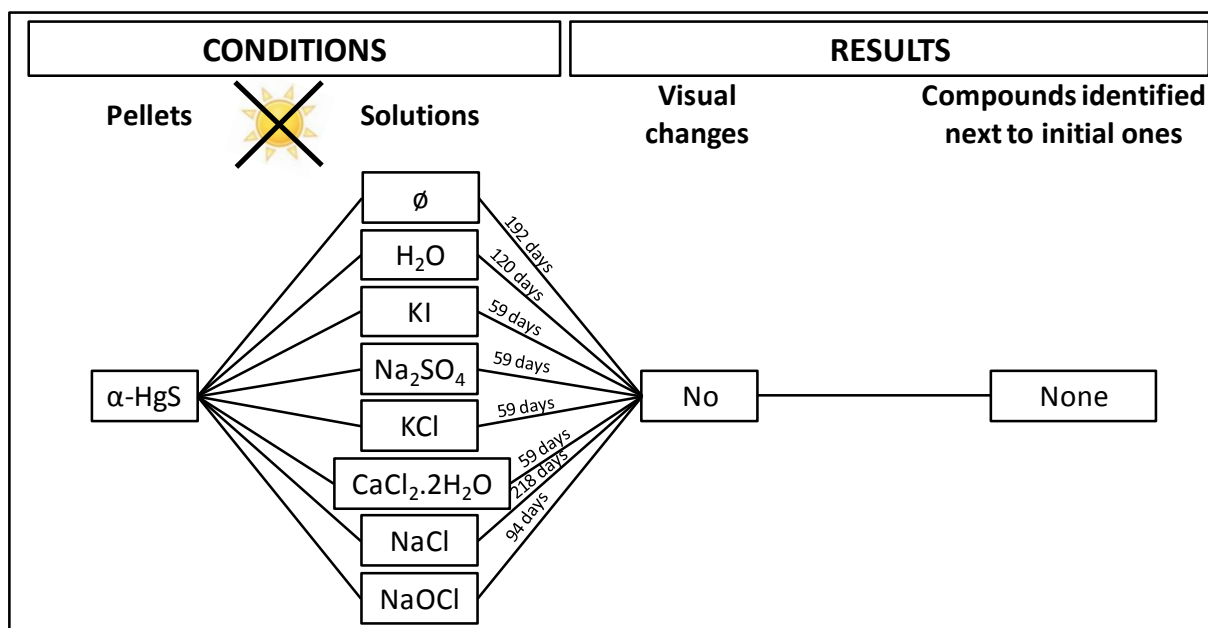 CONDITIONS
RESULTS
Pellets
Solutions
Visual
changes
Compounds identified
next to initial ones
α-HgS
ø
H₂O
KI
Na₂SO₄
KCl
CaCl₂.2H₂O
NaCl
NaOCl
192 days
120 days
59 days
59 days
59 days
59 days
218 days
94 days
No
None